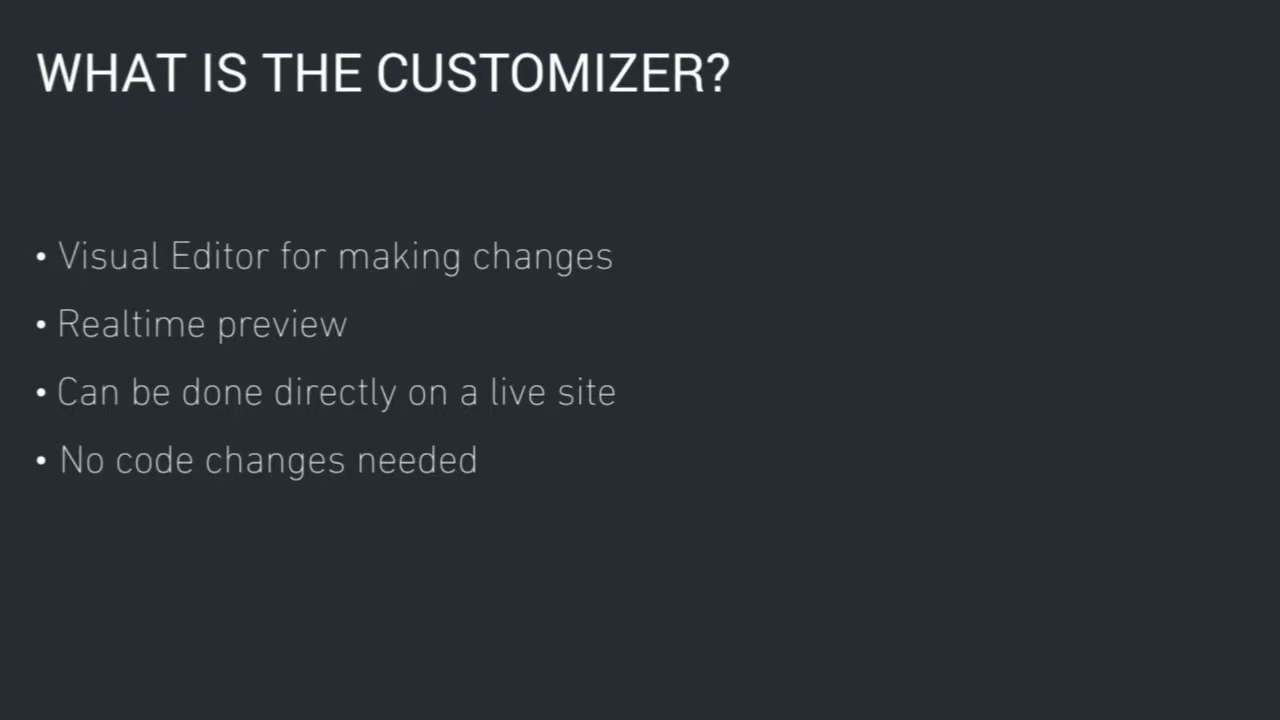 WHAT IS THE CUSTOMIZER?
• Visual Editor for making changes
• Realtime preview
• Can be done directly on a live site
• No code changes needed